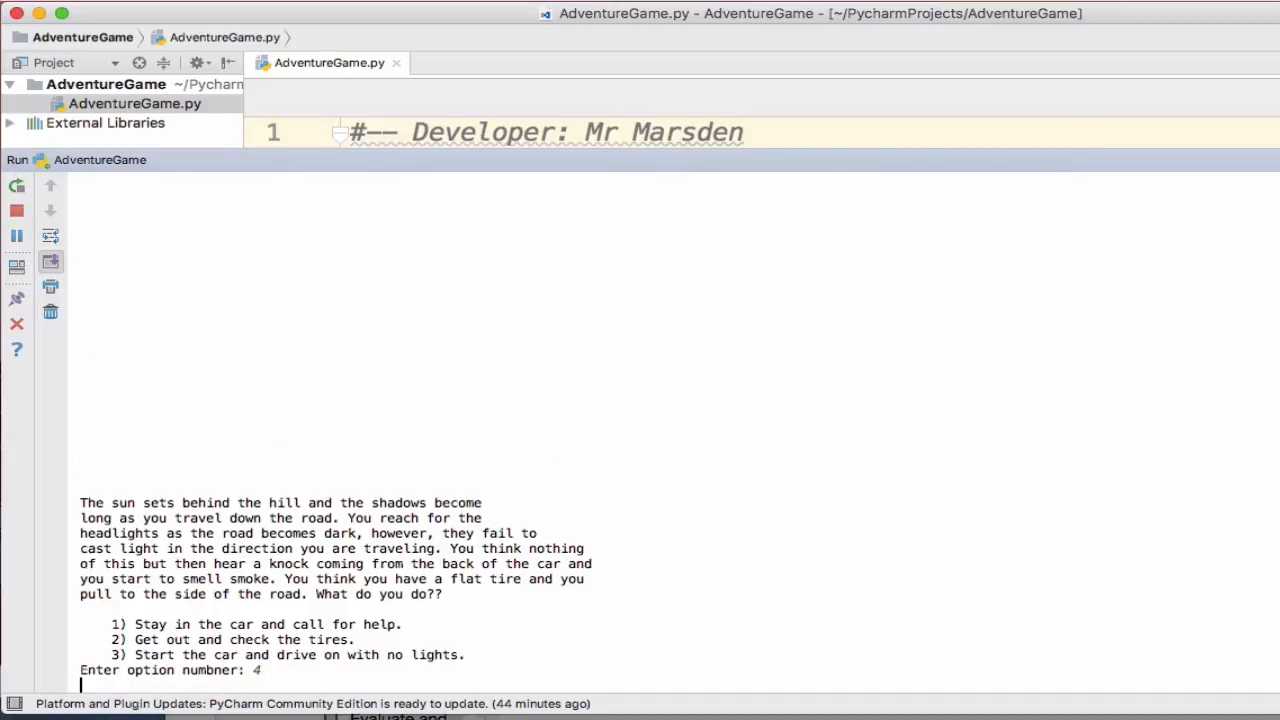 AdventureGame.py - AdventureGame - [~/PycharmProjects/AdventureGame]
AdventureGame AdventureGame.py
Project AdventureGame.py
AdventureGame ~/Pycharm
AdventureGame.py
External Libraries
1 #-- Developer: Mr Marsden
Run AdventureGame
The sun sets behind the hill and the shadows become
long as you travel down the road. You reach for the
headlights as the road becomes dark, however, they fail to
cast light in the direction you are traveling. You think nothing
of this but then hear a knock coming from the back of the car and
you start to smell smoke. You think you have a flat tire and you
pull to the side of the road. What do you do??
1) Stay in the car and call for help.
2) Get out and check the tires.
3) Start the car and drive on with no lights.
Enter option numbner: 4
Platform and Plugin Updates: PyCharm Community Edition is ready to update. (44 minutes ago)
Evaluate and